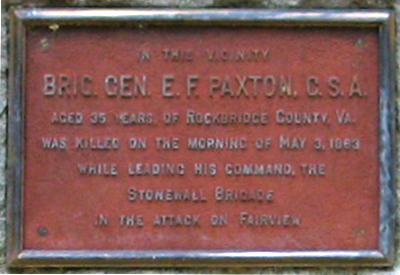 IN THIS VICINITY
BRIG. GEN. E. F. PAXTON, C. S. A.
AGED 35 YEARS, OF ROCKBRIDGE COUNTY, VA.
WAS KILLED ON THE MORNING OF MAY 3, 1863
WHILE LEADING HIS COMMAND, THE
STONEWALL BRIGADE
IN THE ATTACK ON FAIRVIEW